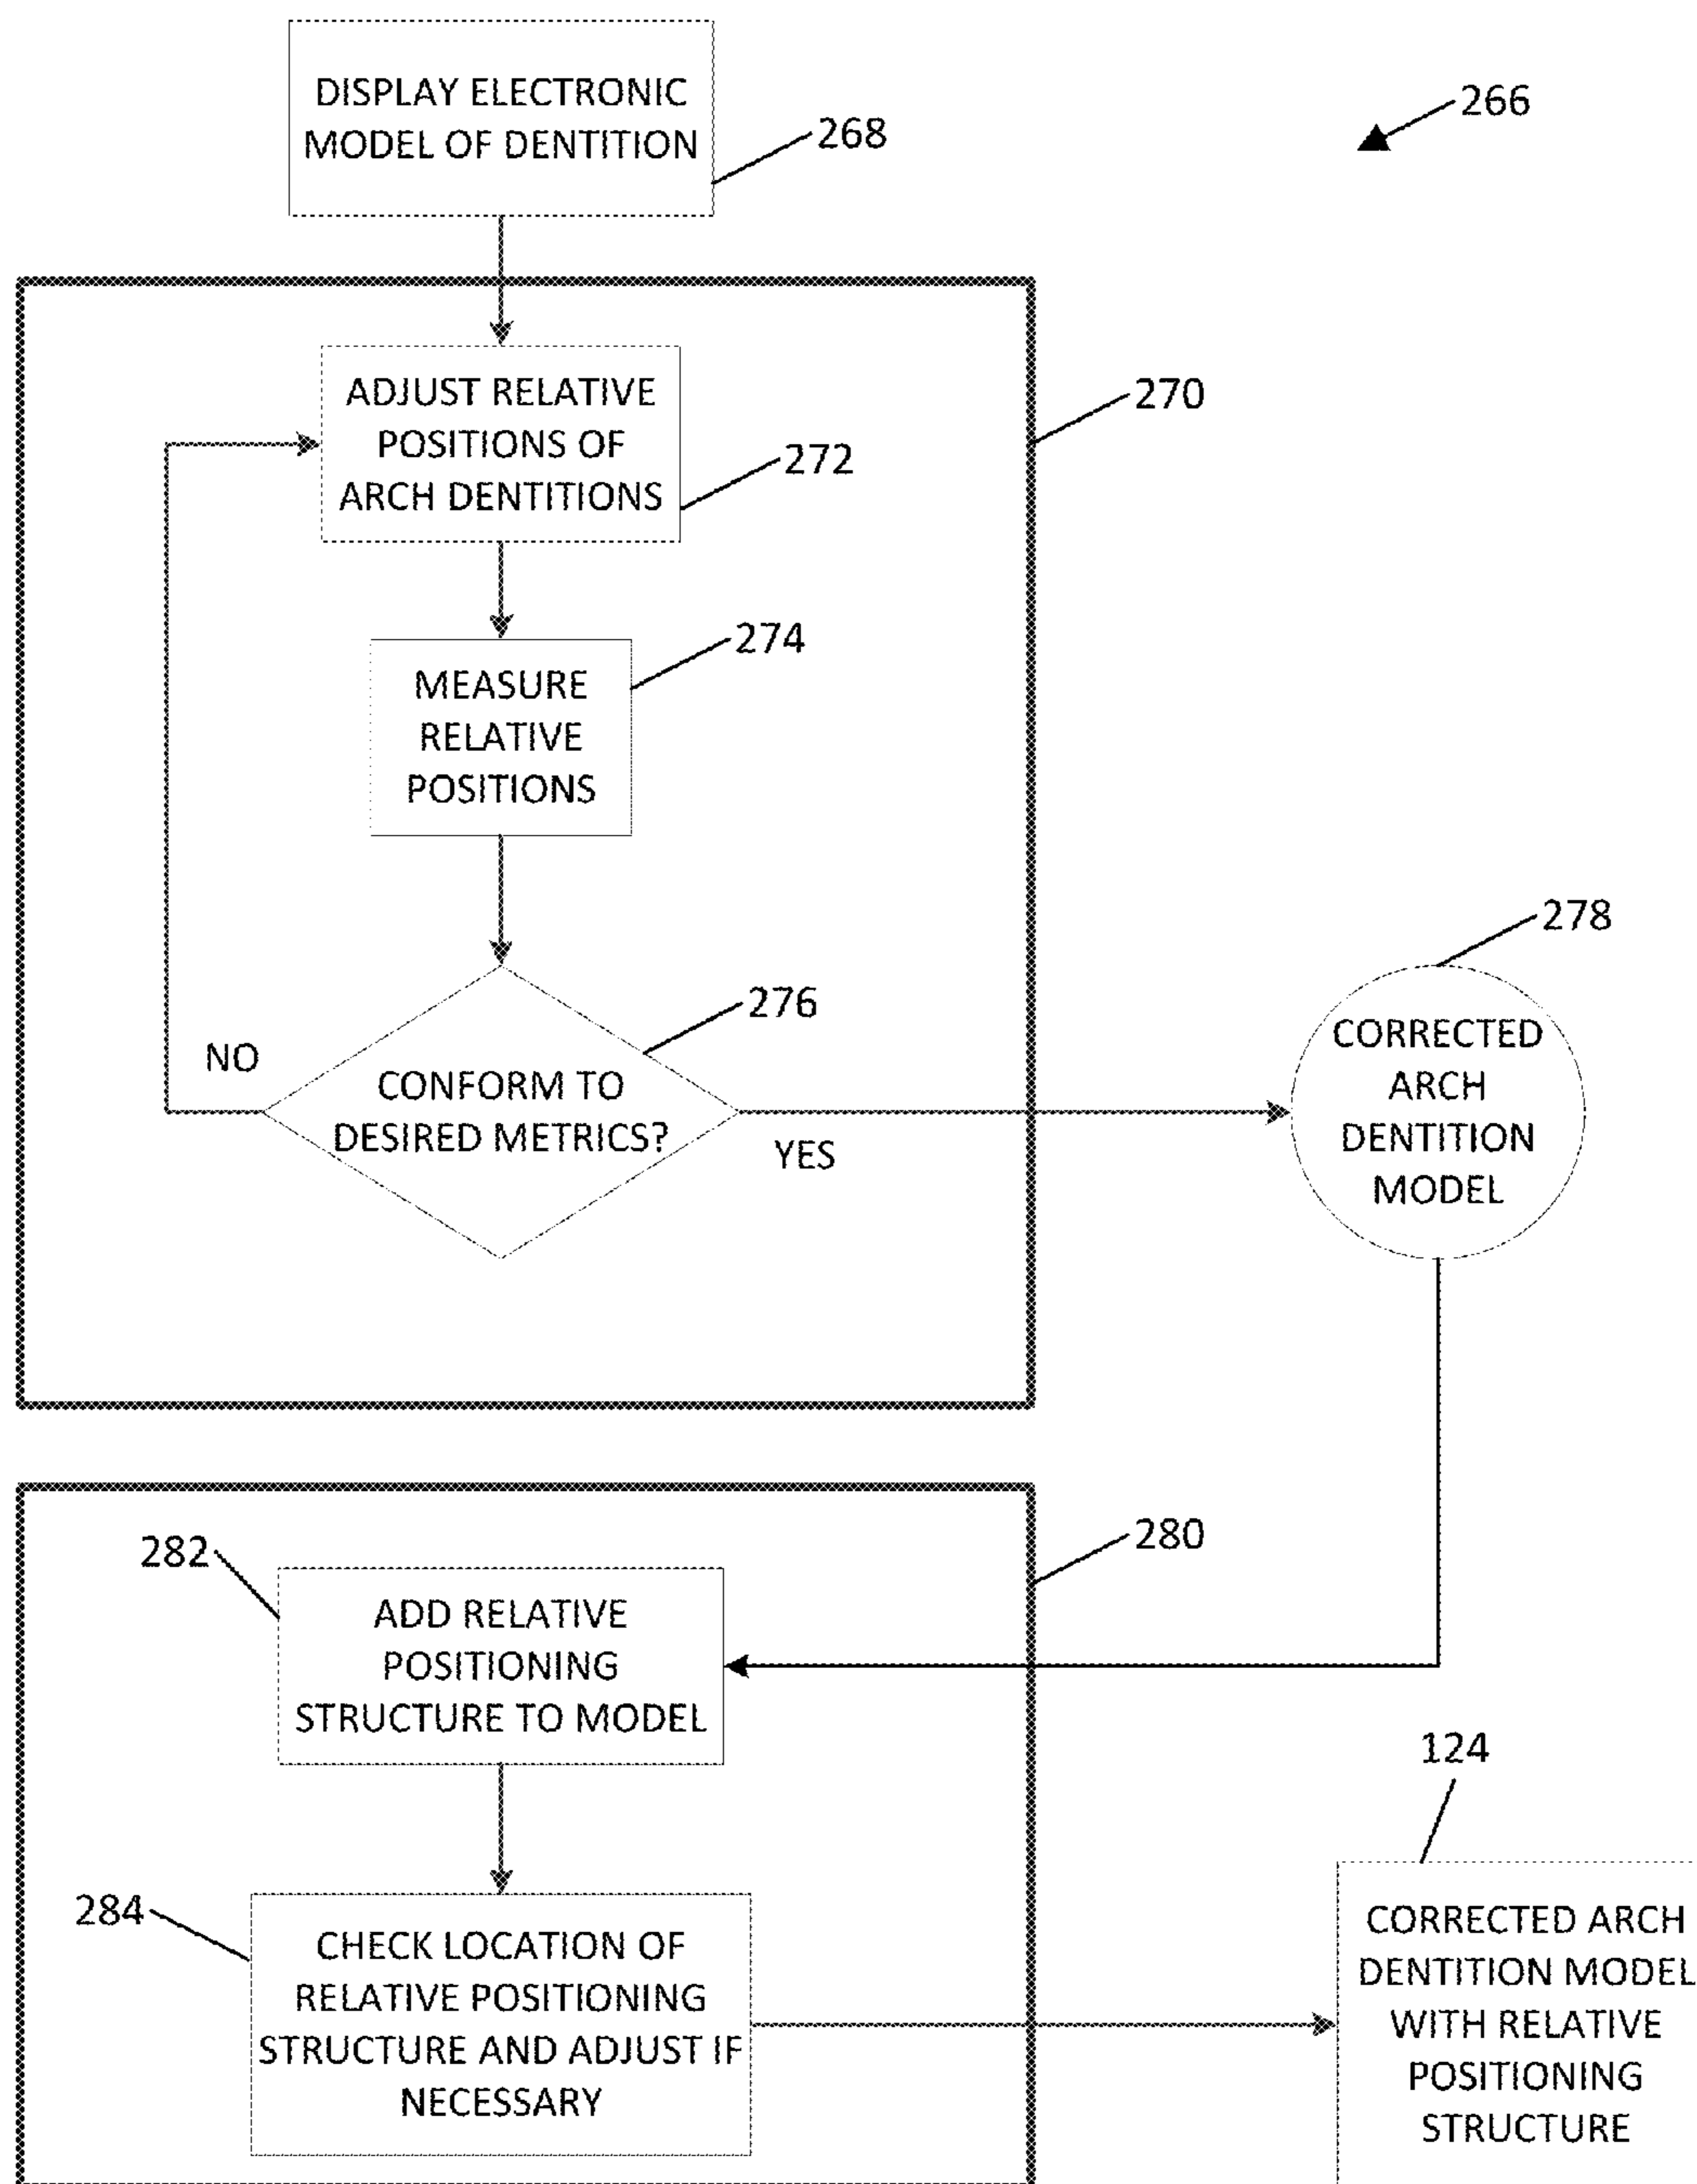 DISPLAY ELECTRONIC
MODEL OF DENTITION
268
266
ADJUST RELATIVE
POSITIONS OF
ARCH DENTITIONS
270
272
MEASURE
RELATIVE
POSITIONS
274
CONFORM TO
DESIRED METRICS?
276
NO
YES
278
CORRECTED
ARCH
DENTITION
MODEL
280
282
ADD RELATIVE
POSITIONING
STRUCTURE TO MODEL
284
CHECK LOCATION OF
RELATIVE POSITIONING
STRUCTURE AND ADJUST IF
NECESSARY
124
CORRECTED ARCH
DENTITION MODEL
WITH RELATIVE
POSITIONING
STRUCTURE